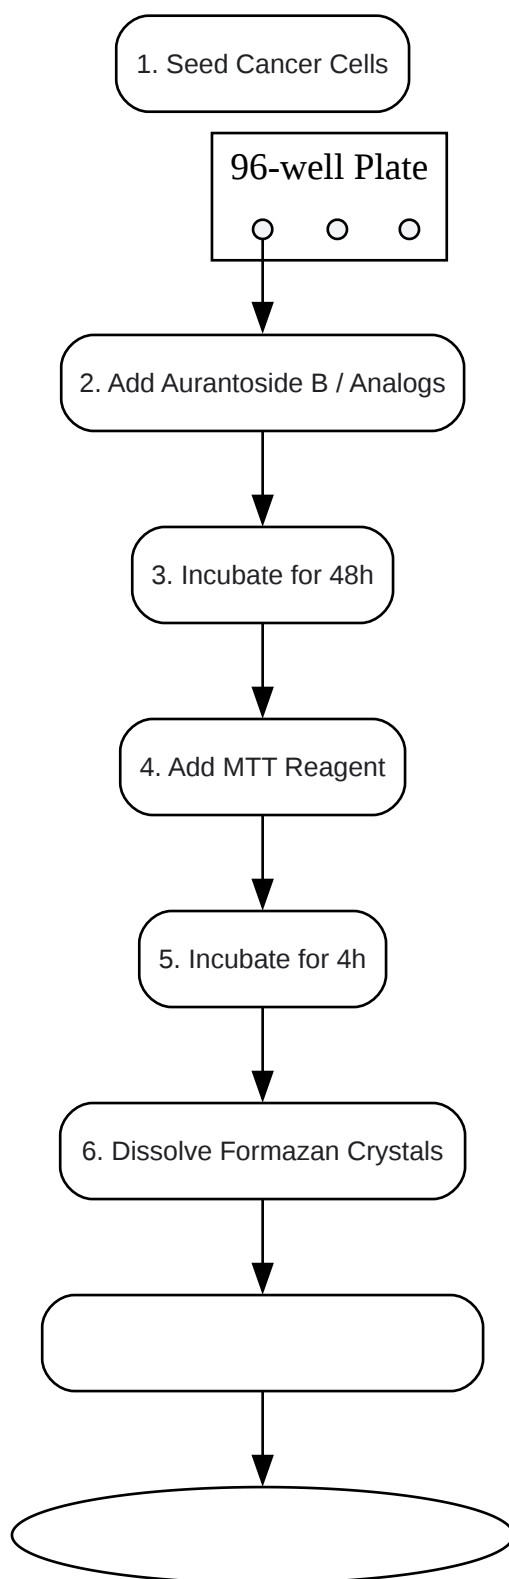 1. Seed Cancer Cells
96-well Plate
2. Add Aurantoside B / Analogs
3. Incubate for 48h
4. Add MTT Reagent
5. Incubate for 4h
6. Dissolve Formazan Crystals